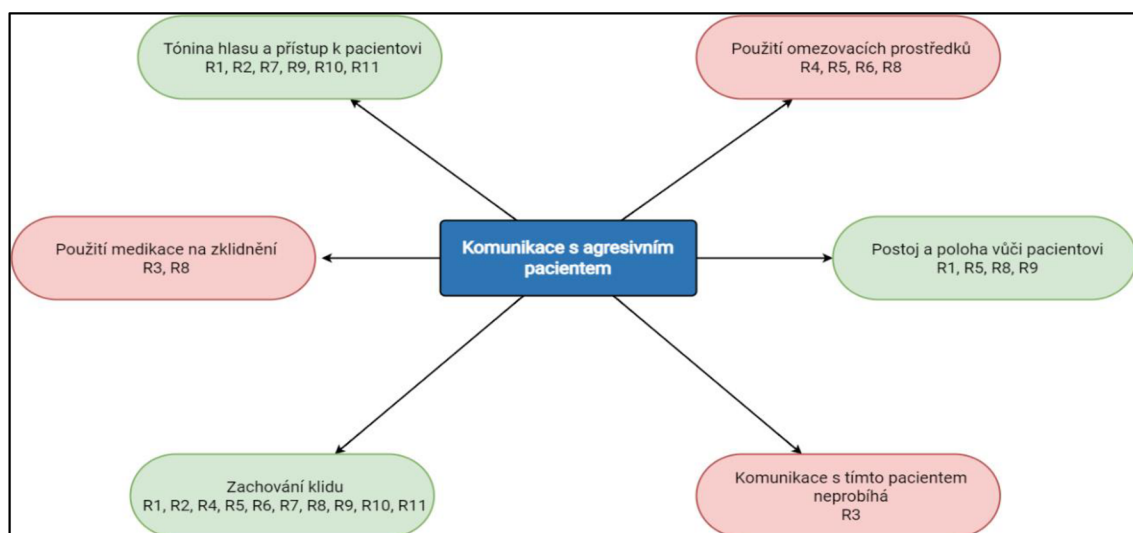 Tónina hlasu a přístup k pacientovi
R1, R2, R7, R9, R10, R11
Použití omezovacích prostředků
R4, R5, R6, R8
Použití medikace na zklidnění
R3, R8
Komunikace s agresivním
pacientem
Postoj a poloha vůči pacientovi
R1, R5, R8, R9
Zachování klidu
R1, R2, R4, R5, R6, R7, R8, R9, R10, R11
Komunikace s tímto pacientem
neprobíhá
R3